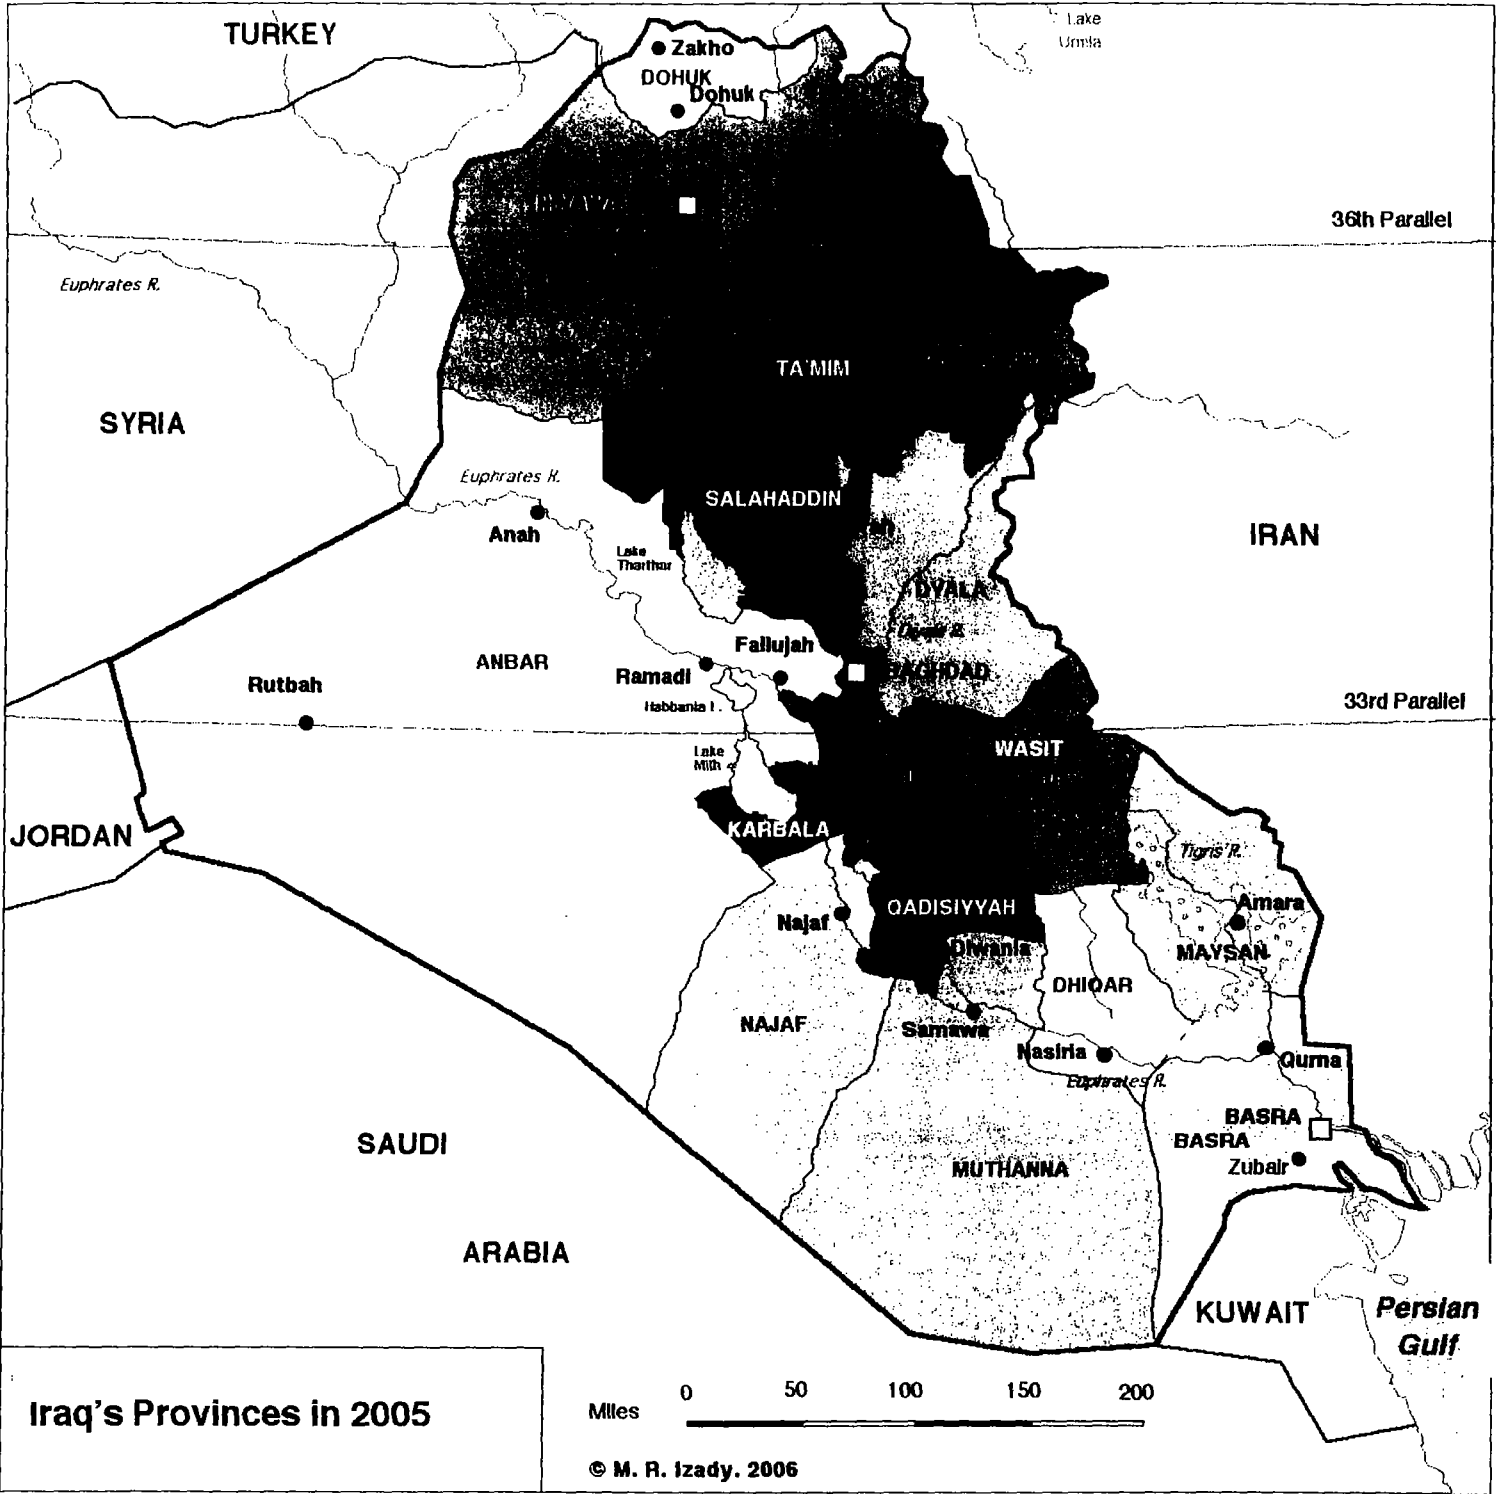 TURKEY
Lake
Urmia
Zakho
DOHUK
Dohuk
36th Parallel
Euphrates R.
TA'MIM
SYRIA
Euphrates R.
SALAHADDIN
Anah
IRAN
Lake
Tharthar
DYALA
Fallujah
ANBAR
Ramadi
BAGHDAD
Rutbah
Habbania L.
33rd Parallel
WASIT
Lake
Milh
KARBALA
JORDAN
Tigris R.
QADISIYYAH
Amara
Najaf
Diwania
MAYSAN
DHIQAR
NAJAF
Samawa
Nasiria
Qurna
Euphrates R.
BASRA
BASRA
SAUDI
Zubair
MUTHANNA
ARABIA
KUWAIT
Persian
Gulf
Iraq's Provinces in 2005
Miles
0 50 100 150 200
© M. R. Izady. 2006